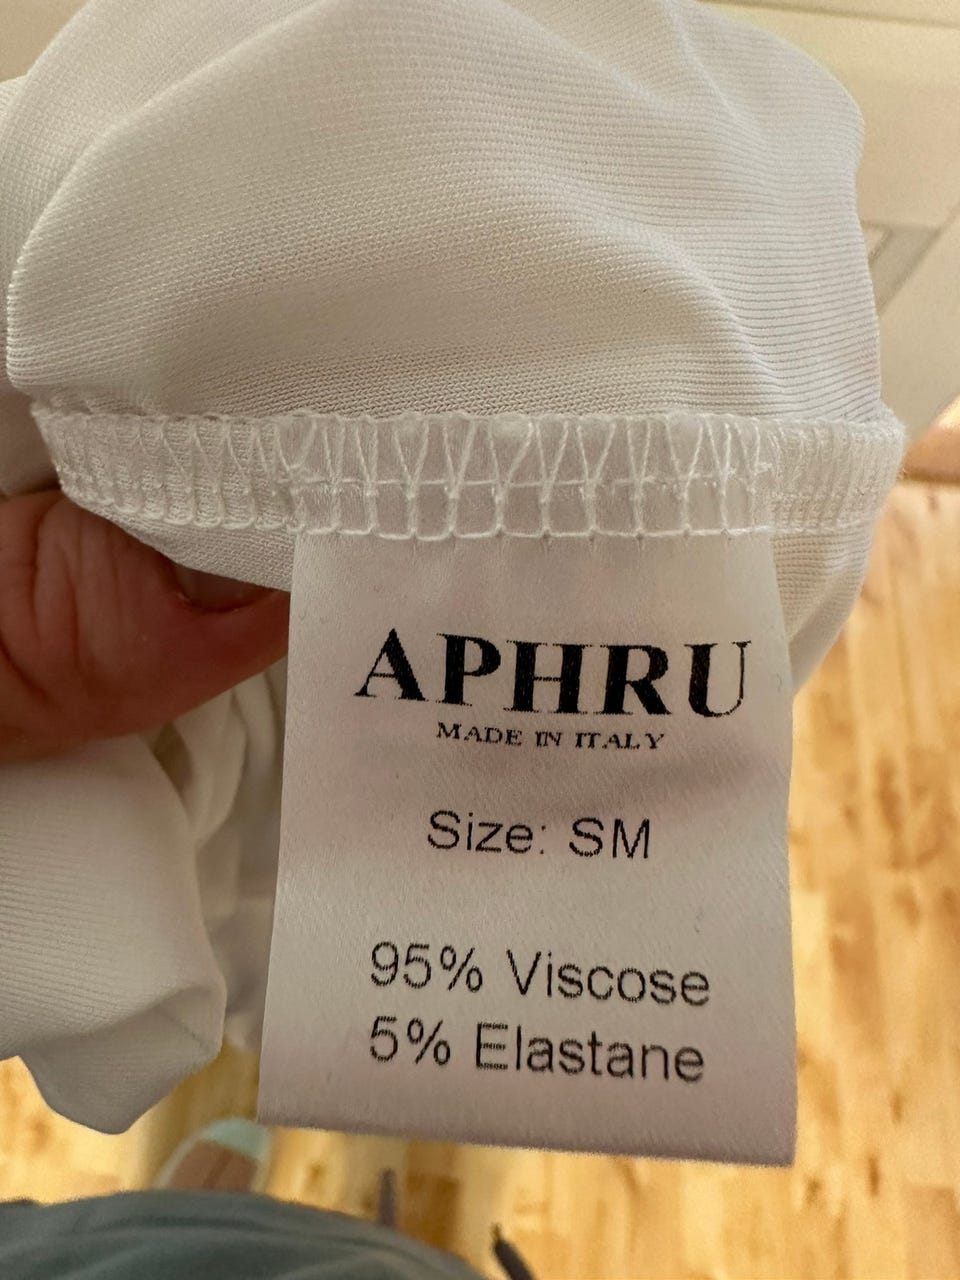 APHRU
MADE IN ITALY
Size: SM
95% Viscose
5% Elastane